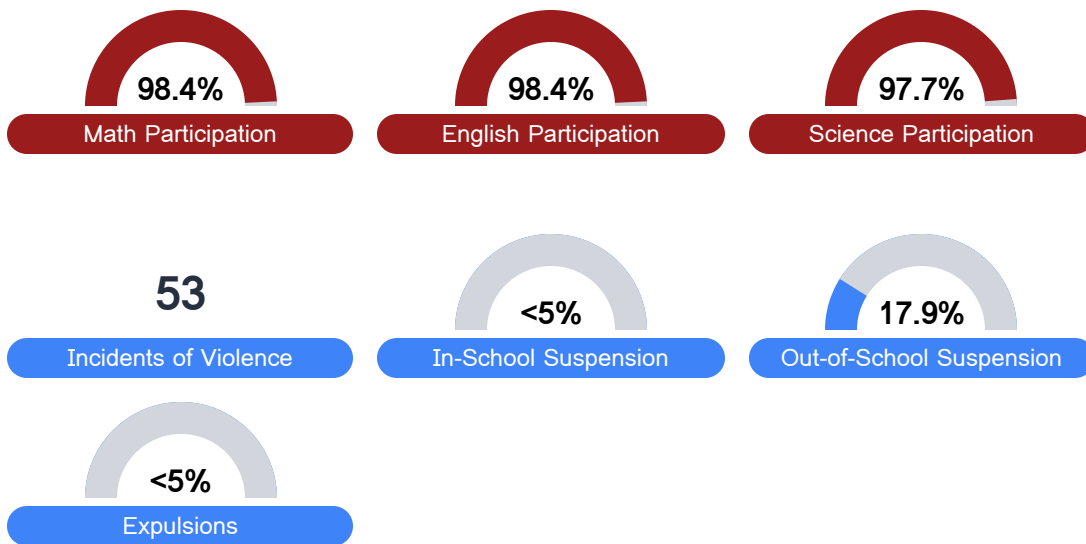 98.4%
Math Participation
98.4%
English Participation
97.7%
Science Participation
53
Incidents of Violence
<5%
In-School Suspension
17.9%
Out-of-School Suspension
<5%
Expulsions